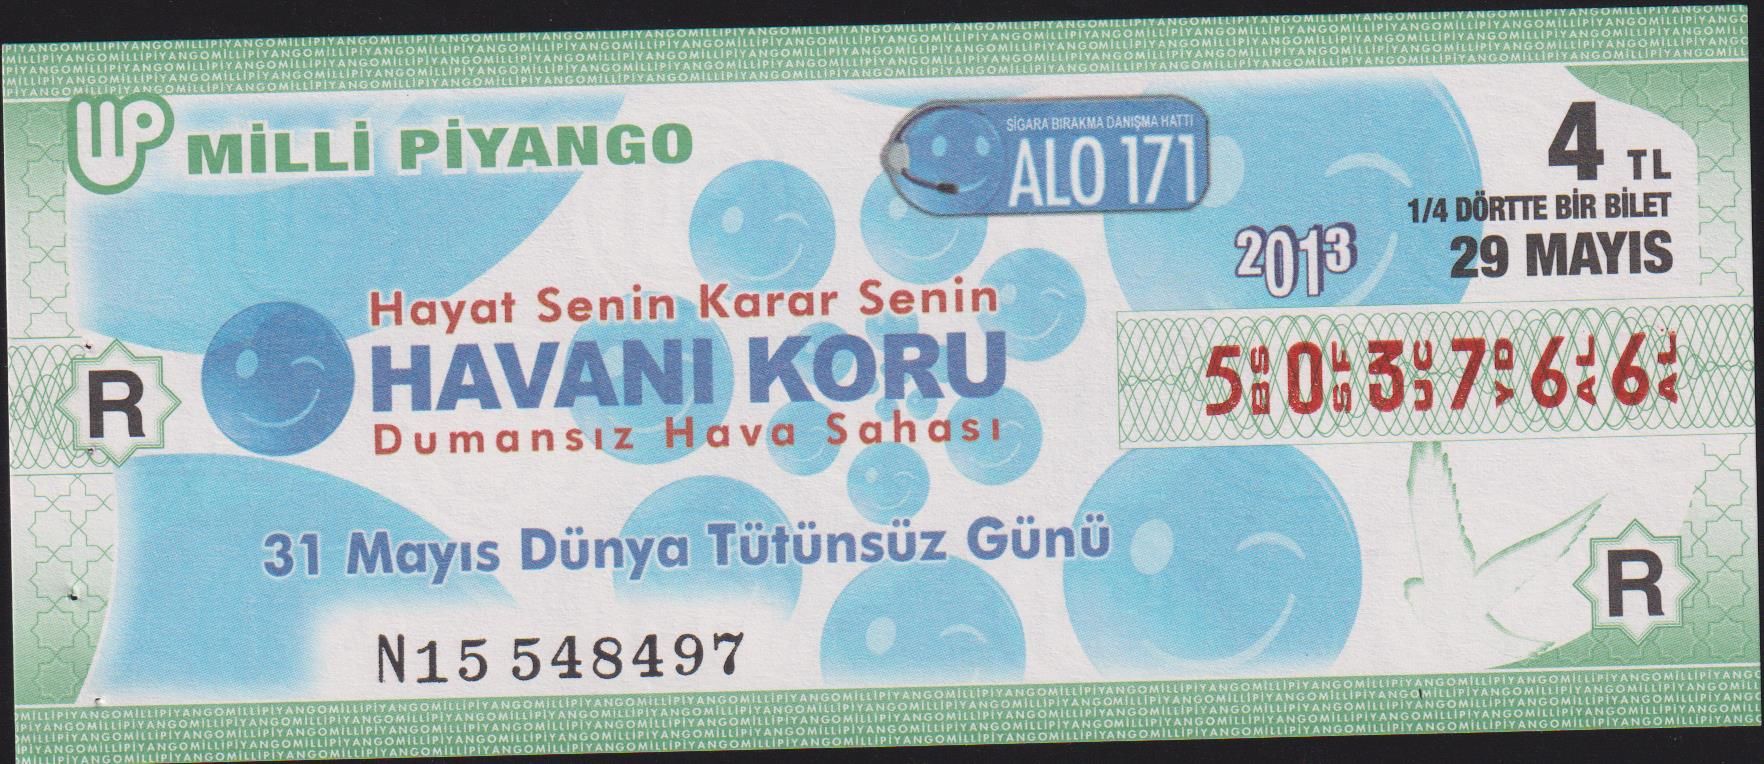 MİLLİ PİYANGO
SİGARA BIRAKMA DANIŞMA HATTI
ALO 171
4 TL
1/4 DÖRTTE BİR BİLET
2013
29 MAYIS
Hayat Senin Karar Senin
HAVANI KORU
Dumansız Hava Sahası
R
5 0 3 7 6 6
31 Mayıs Dünya Tütünsüz Günü
R
N15 548497